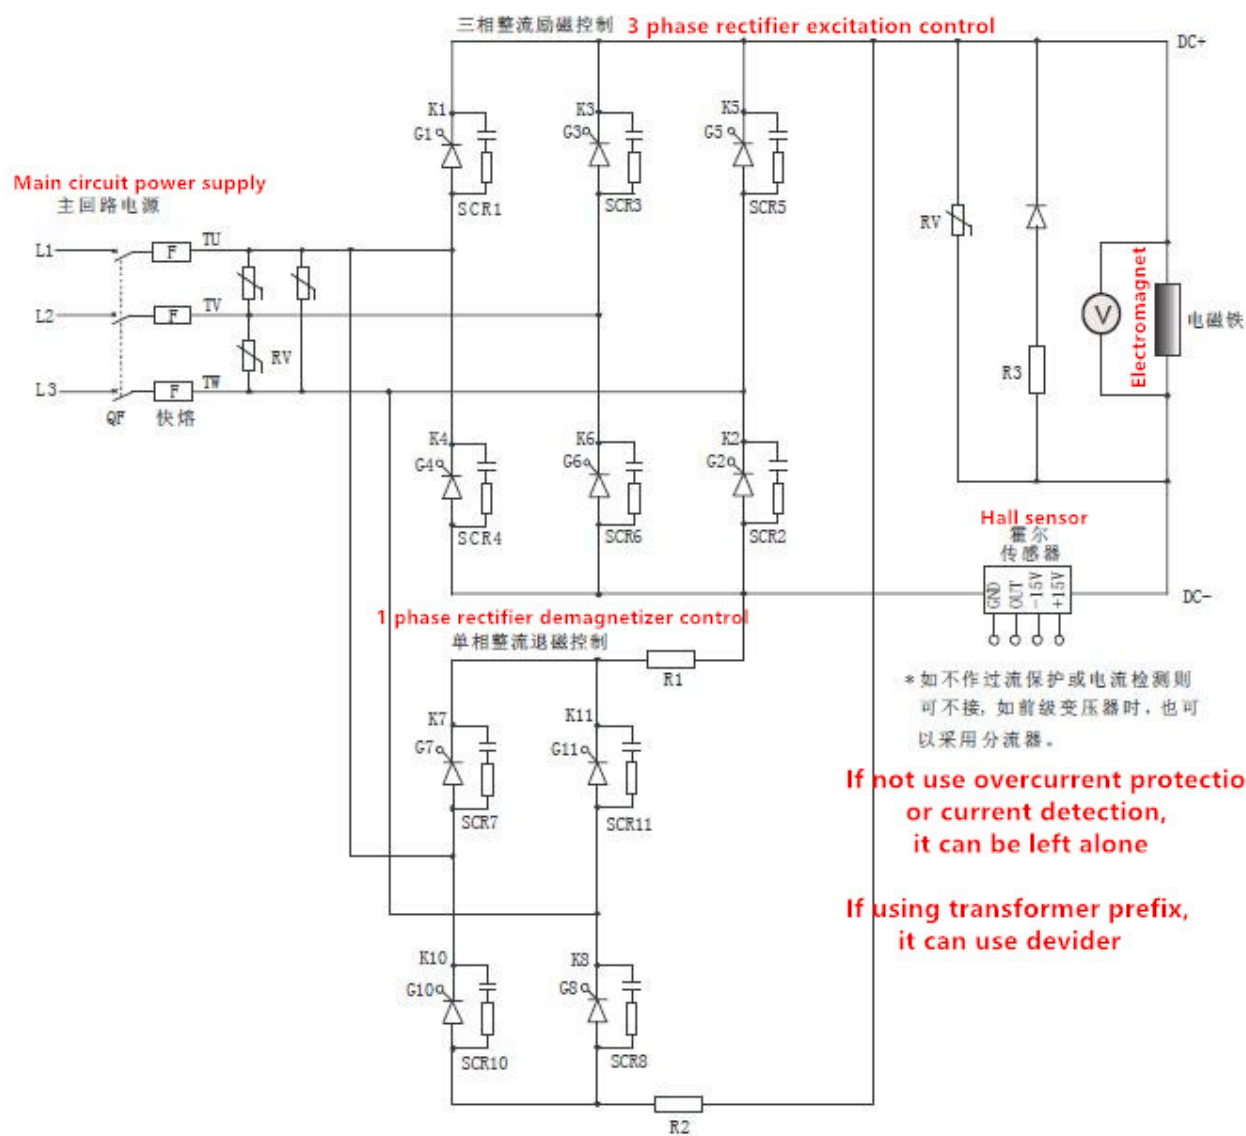 三相整流励磁控制 3 phase rectifier excitation control
DC+
K1
K3
K5
G1
G3
G5
SCR1
SCR3
SCR5
Main circuit power supply
主回路电源
L1
F
TU
L2
F
TV
RV
L3
F
TW
QF
快熔
RV
R3
V
Electromagnet
电磁铁
K4
K6
K2
G4
G6
G2
SCR4
SCR6
SCR2
Hall sensor
霍尔
传感器
GND
OUT
-15V
+15V
DC-
1 phase rectifier demagnetizer control
单相整流退磁控制
R1
K7
K11
G7
G11
SCR7
SCR11
*如不作过流保护或电流检测则
可不接, 如前级变压器时, 也可
以采用分流器。
If not use overcurrent protectio
or current detection,
it can be left alone
If using transformer prefix,
it can use devider
K10
K8
G10
G8
SCR10
SCR8
R2